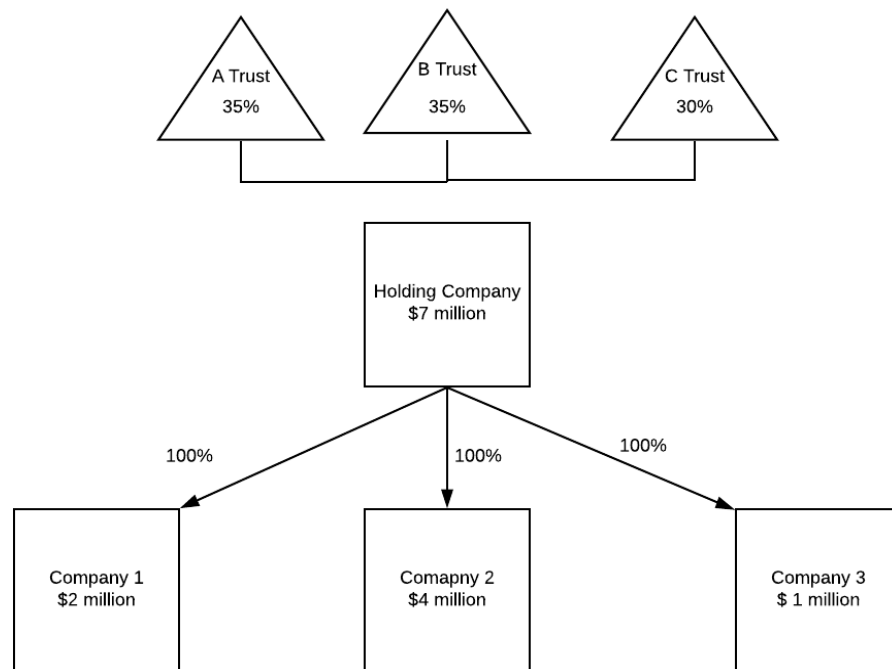 A Trust
35%
B Trust
35%
C Trust
30%
Holding Company
$7 million
100%
100%
100%
Company 1
$2 million
Comapny 2
$4 million
Company 3
$ 1 million